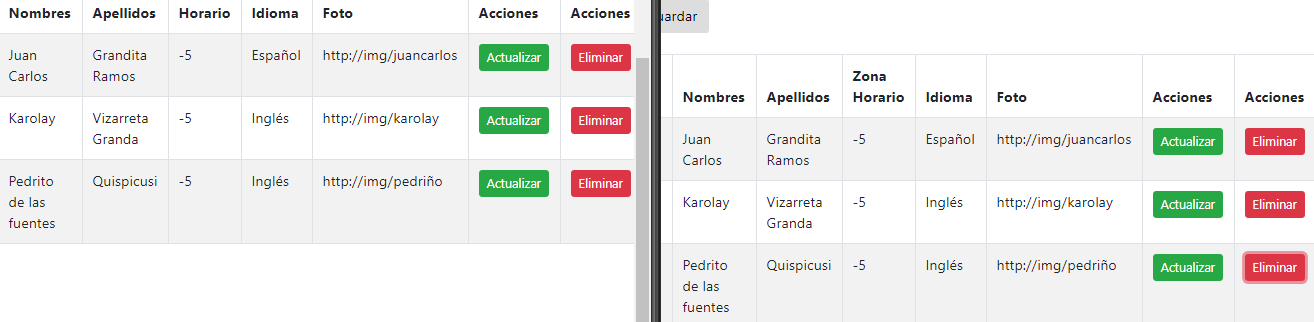 Nombres Apellidos Horario Idioma Foto Acciones Acciones
Juan Grandita -5 Español http://img/juancarlos Actualizar Eliminar
Carlos Ramos
Karolay Vizarreta -5 Inglés http://img/karolay Actualizar Eliminar
Granda
Pedrito Quispicusi -5 Inglés http://img/pedriño Actualizar Eliminar
de las
fuentes
uardar
Zona
Nombres Apellidos Horario Idioma Foto Acciones Acciones
Juan Grandita -5 Español http://img/juancarlos Actualizar Eliminar
Carlos Ramos
Karolay Vizarreta -5 Inglés http://img/karolay Actualizar Eliminar
Granda
Pedrito Quispicusi -5 Inglés http://img/pedriño Actualizar Eliminar
de las
fuentes